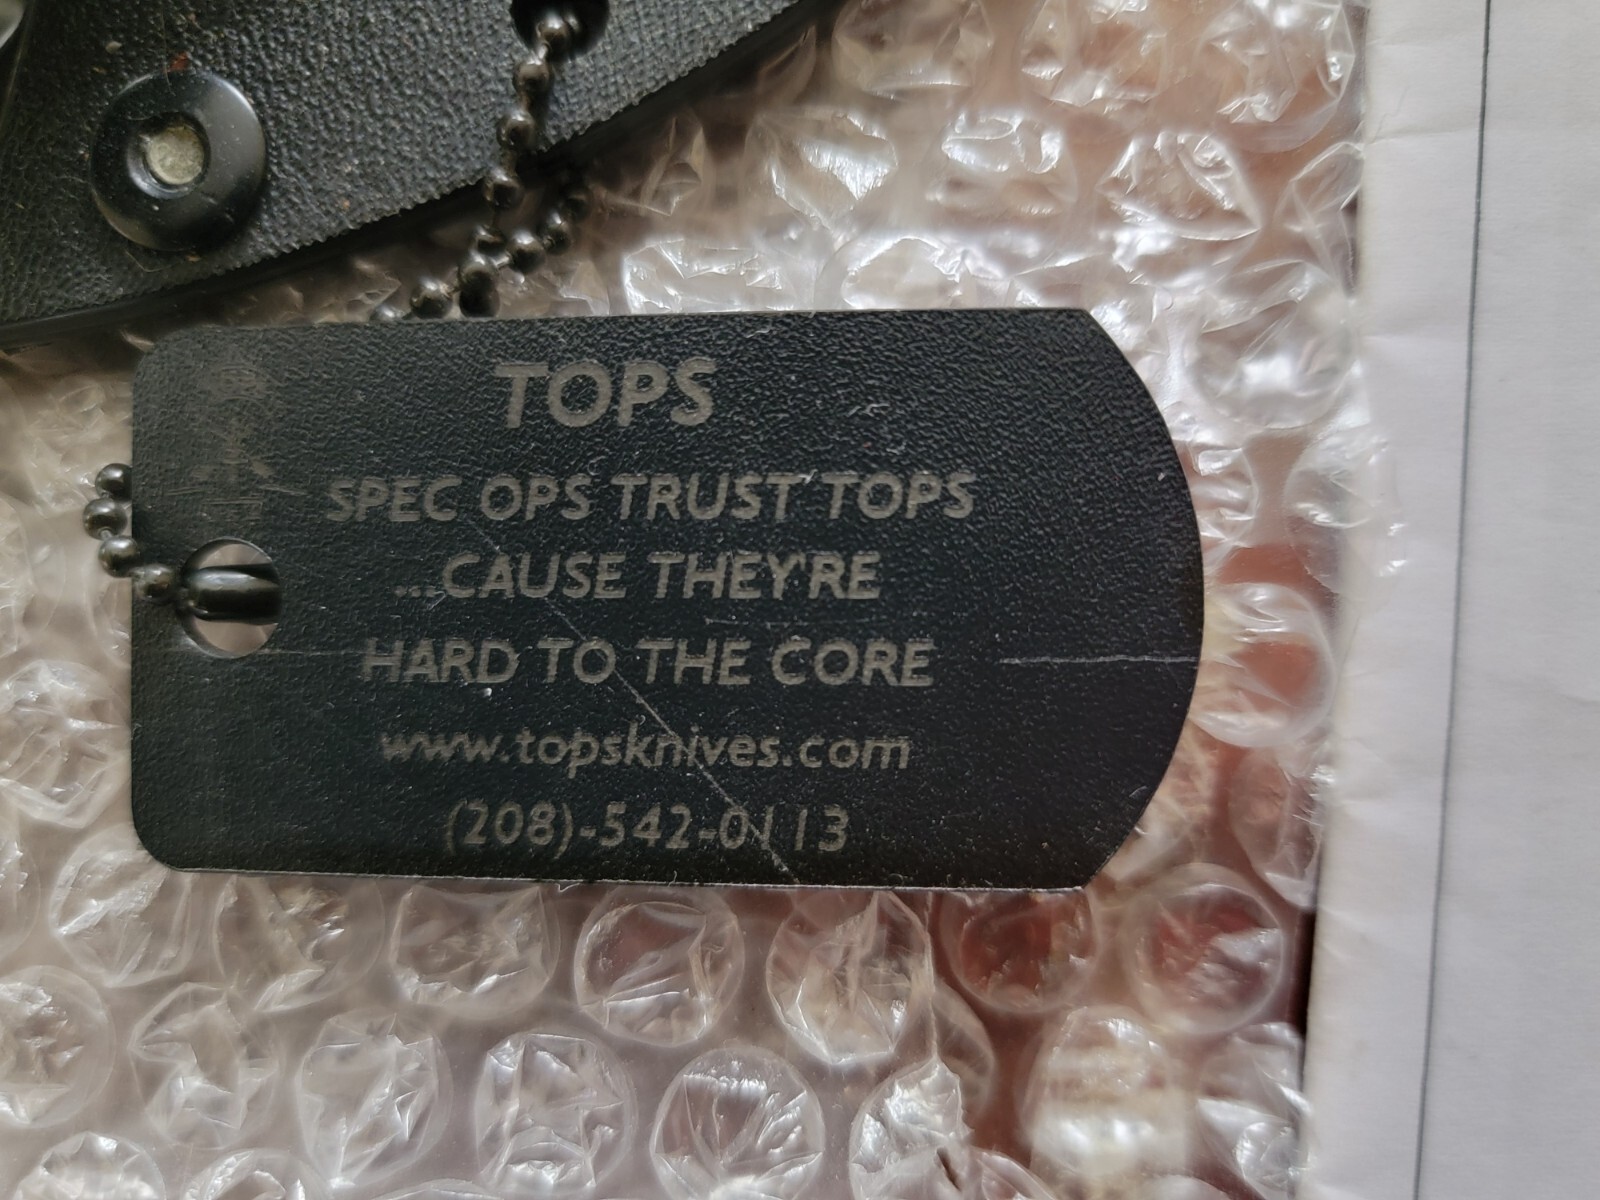 TOPS
SPEC OPS TRUST TOPS
...CAUSE THEY'RE
HARD TO THE CORE
www.topsknives.com
(208)-542-0113